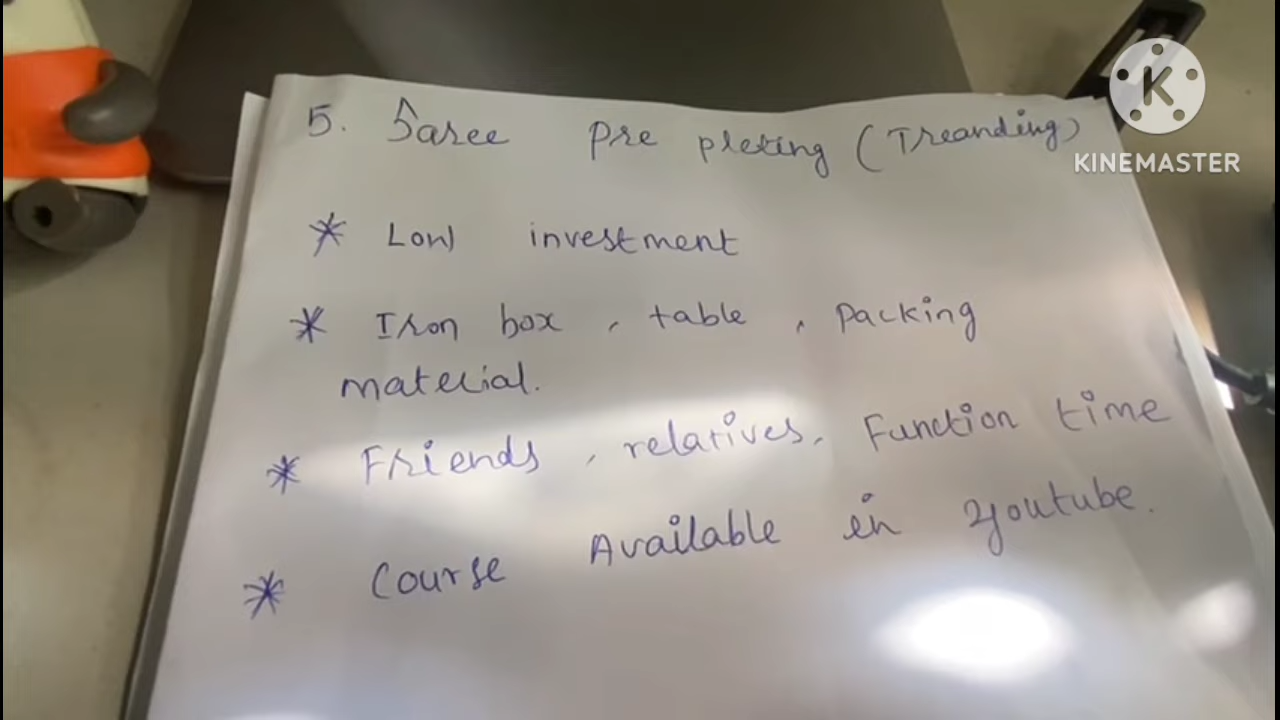 5. Saree Pre pleting (Treanding)
KINEMASTER
* Low investment
* Iron box, table, packing
material.
* Friends, relatives, Function time
* Course Available in Youtube.